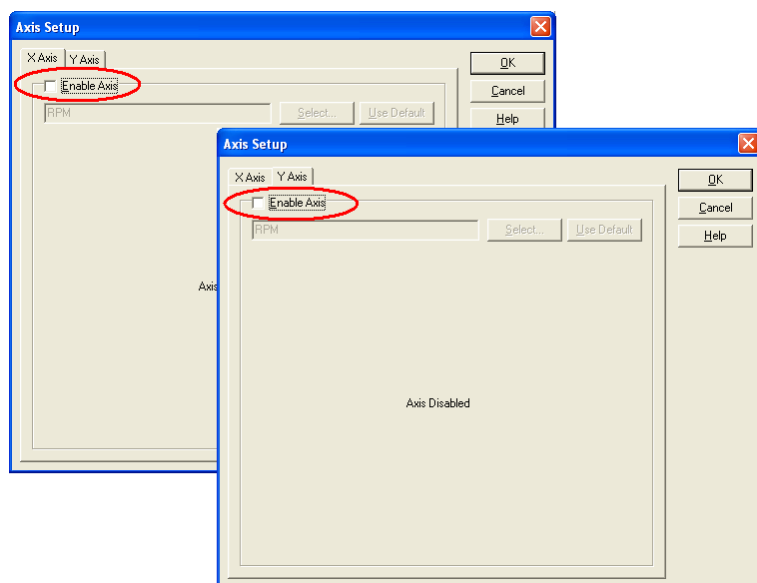 Axis Setup
X Axis Y Axis
OK
Enable Axis
Cancel
RPM Select... Use Default
Help
Axis
Axis Setup
X Axis Y Axis
OK
Enable Axis
Cancel
RPM Select... Use Default
Help
Axis Disabled